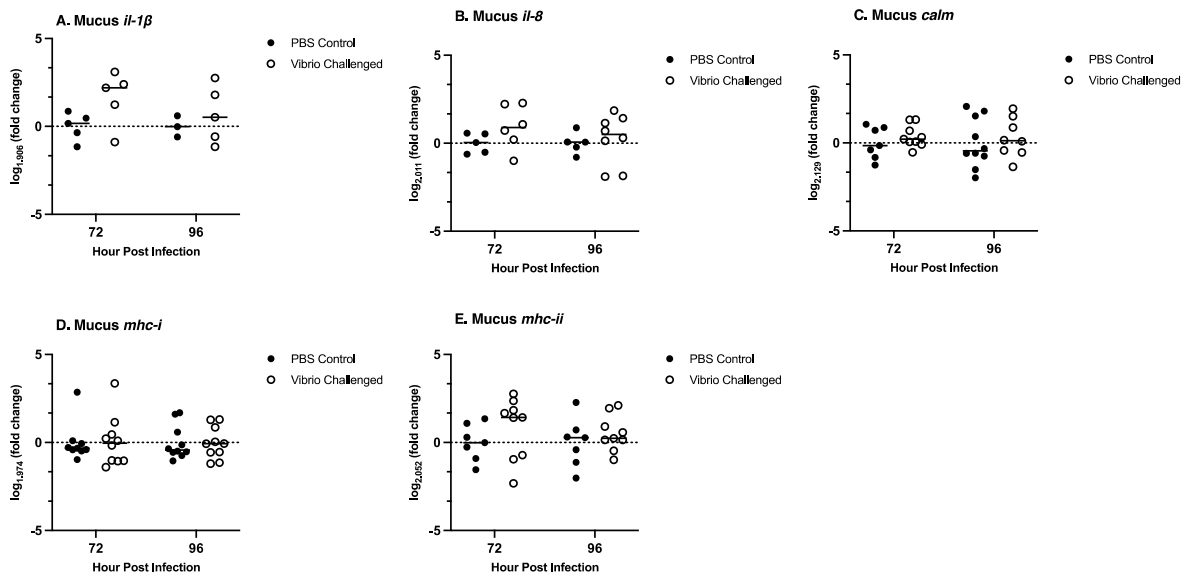 A. Mucus il-1β
PBS Control
Vibrio Challenged
log1.906 (fold change)
5
0
-5
72
96
Hour Post Infection
B. Mucus il-8
PBS Control
Vibrio Challenged
log2.011 (fold change)
5
0
-5
72
96
Hour Post Infection
C. Mucus calm
PBS Control
Vibrio Challenged
log2.129 (fold change)
5
0
-5
72
96
Hour Post Infection
D. Mucus mhc-i
PBS Control
Vibrio Challenged
log1.974 (fold change)
5
0
-5
72
96
Hour Post Infection
E. Mucus mhc-ii
PBS Control
Vibrio Challenged
log2.052 (fold change)
5
0
-5
72
96
Hour Post Infection